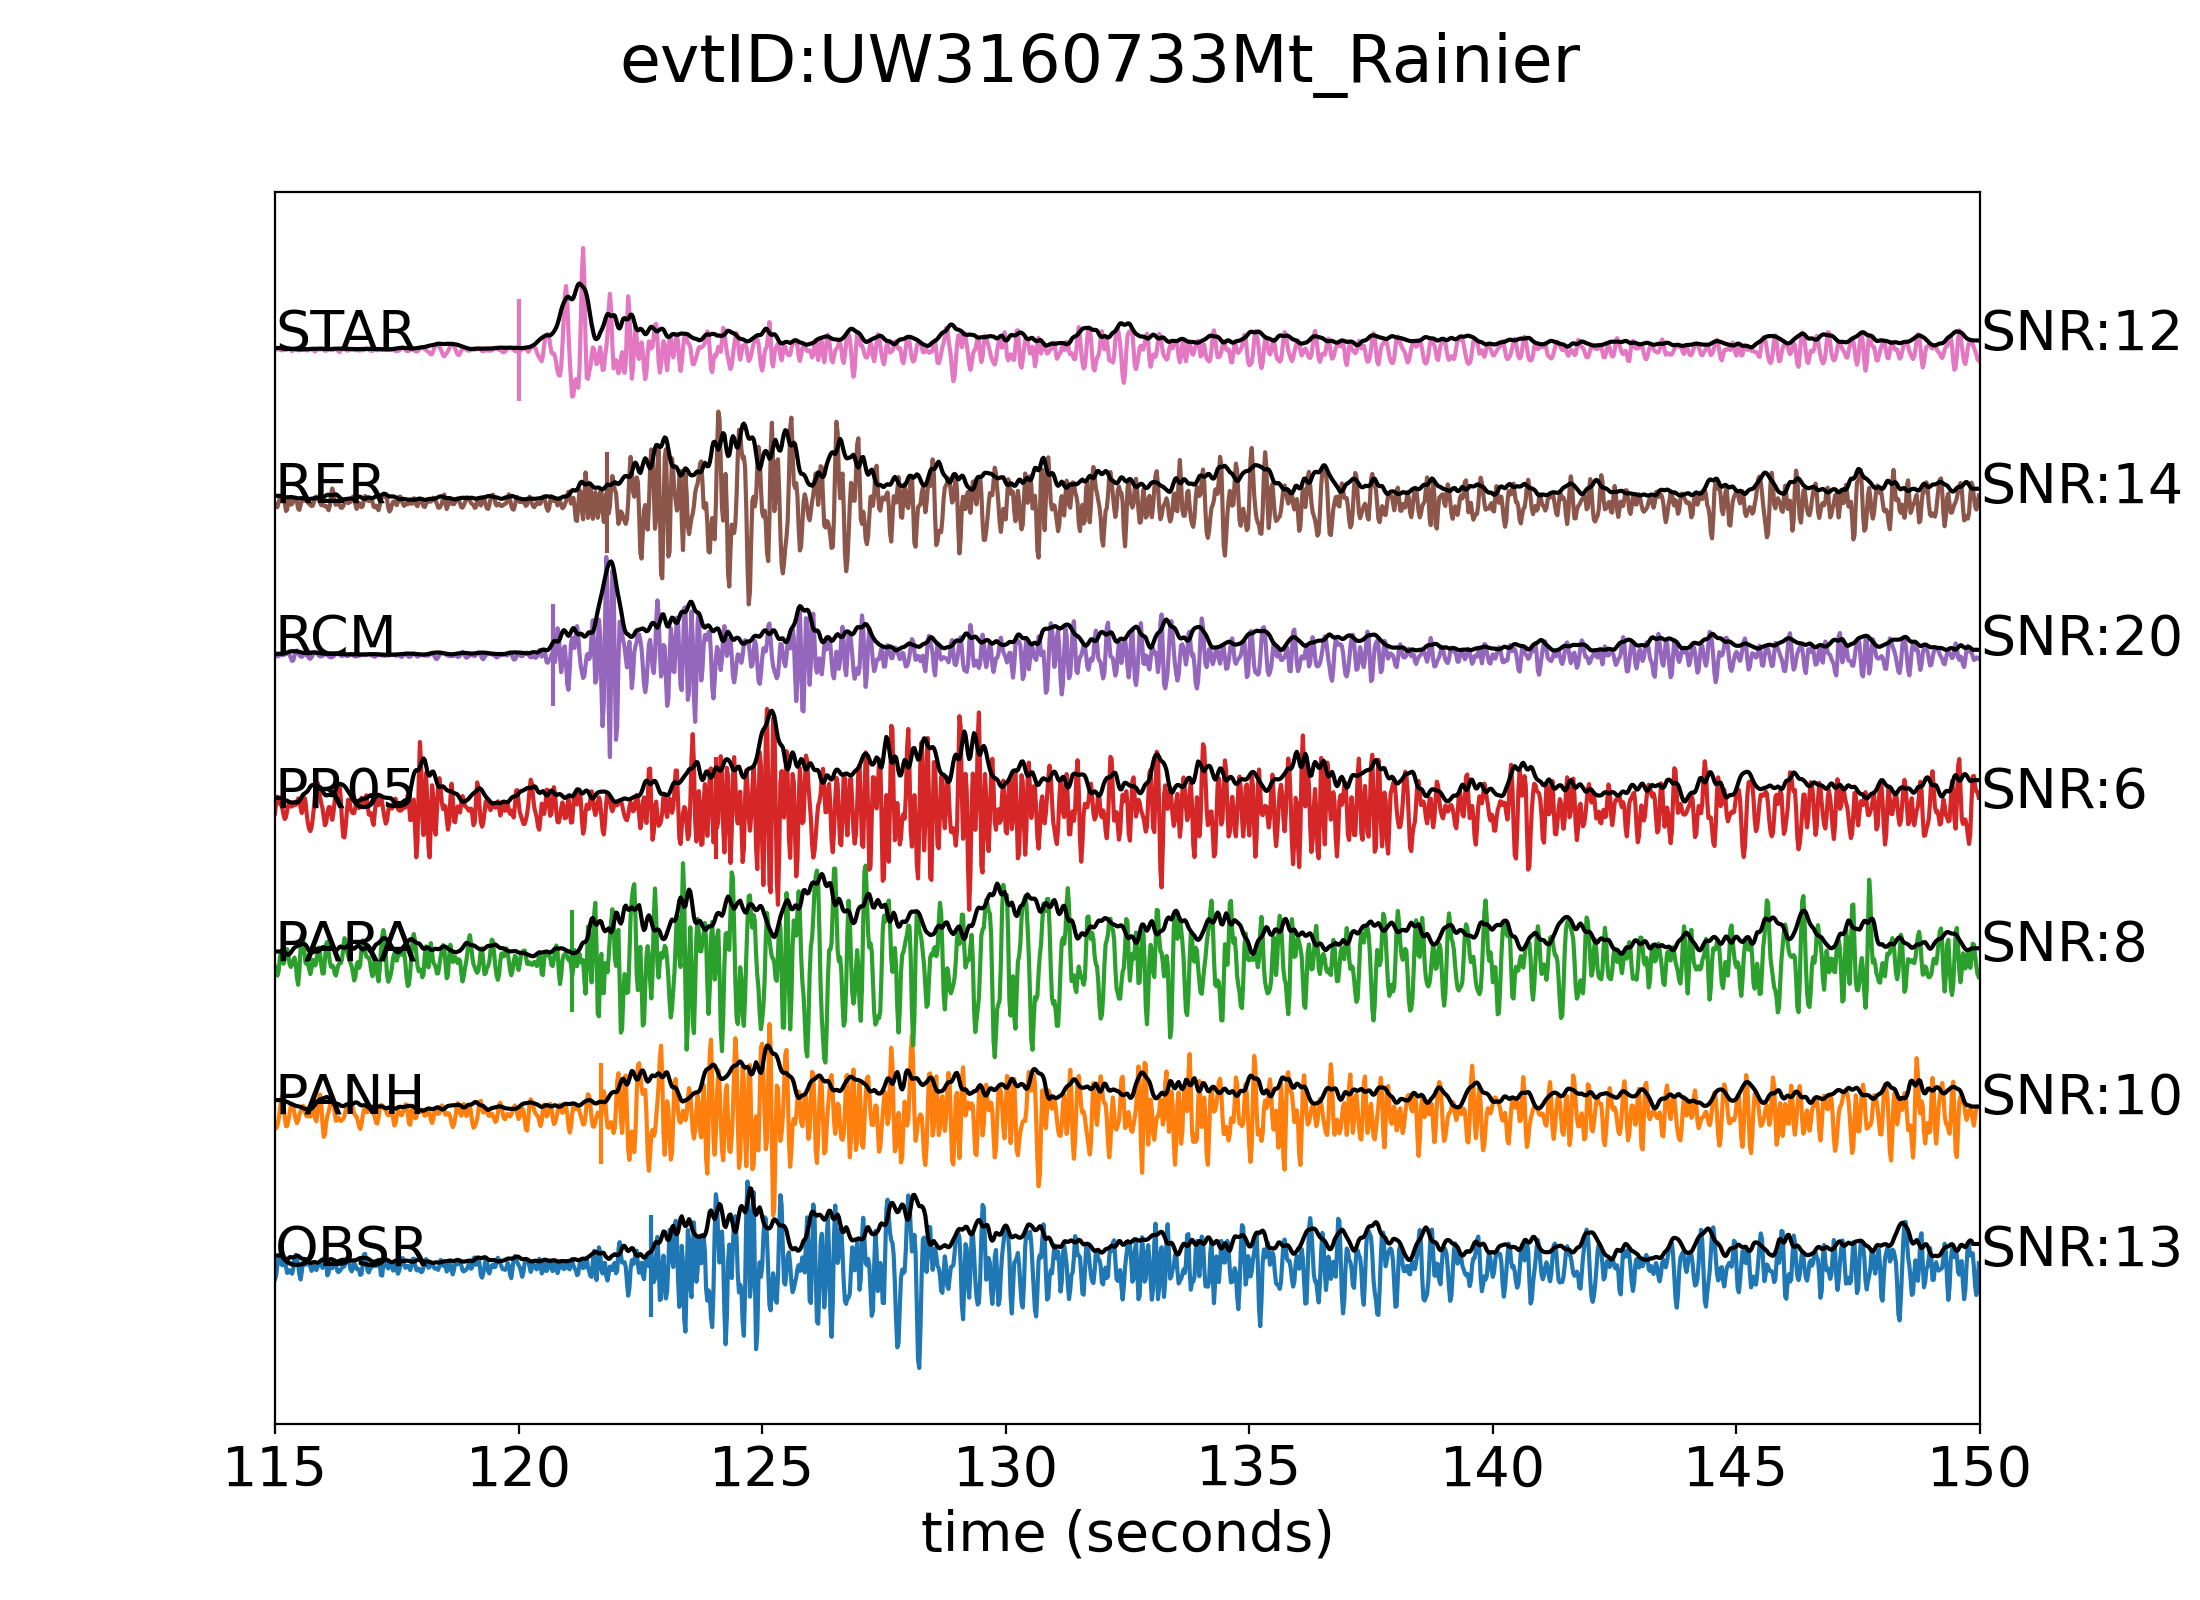 evtID:UW3160733Mt_Rainier
STAR SNR:12
RER SNR:14
RCM SNR:20
PR05 SNR:6
PARA SNR:8
PANH SNR:10
OBSR SNR:13
115 120 125 130 135 140 145 150
time (seconds)